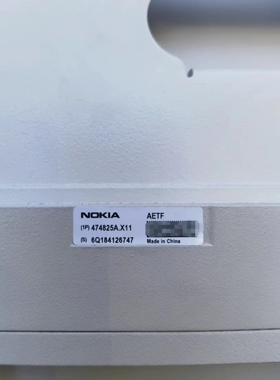 NOKIA AETF
(1P) 474825A.X11
(S) 6Q184126747 Made in China